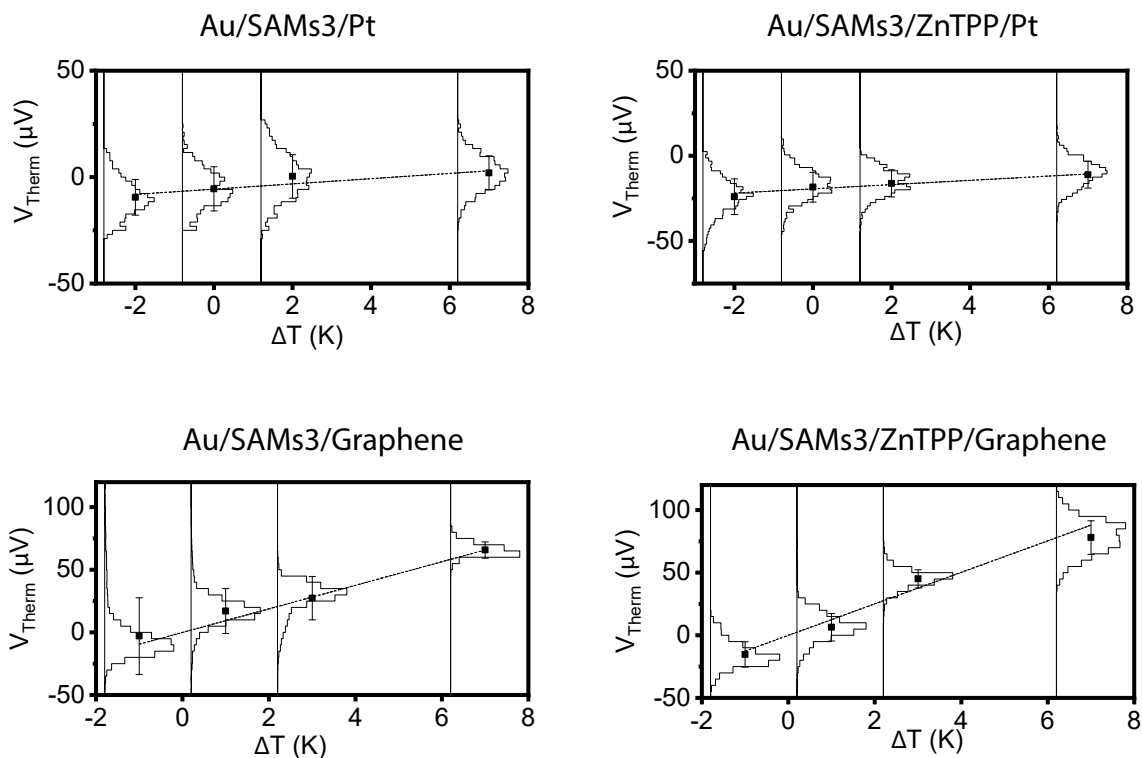 Au/SAMs3/Pt
50
0
-50
V_Therm (µV)
-2 0 2 4 6 8
ΔT (K)
Au/SAMs3/ZnTPP/Pt
50
0
-50
V_Therm (µV)
-2 0 2 4 6 8
ΔT (K)
Au/SAMs3/Graphene
100
50
0
-50
V_Therm (µV)
-2 0 2 4 6 8
ΔT (K)
Au/SAMs3/ZnTPP/Graphene
100
50
0
-50
V_Therm (µV)
-2 0 2 4 6 8
ΔT (K)